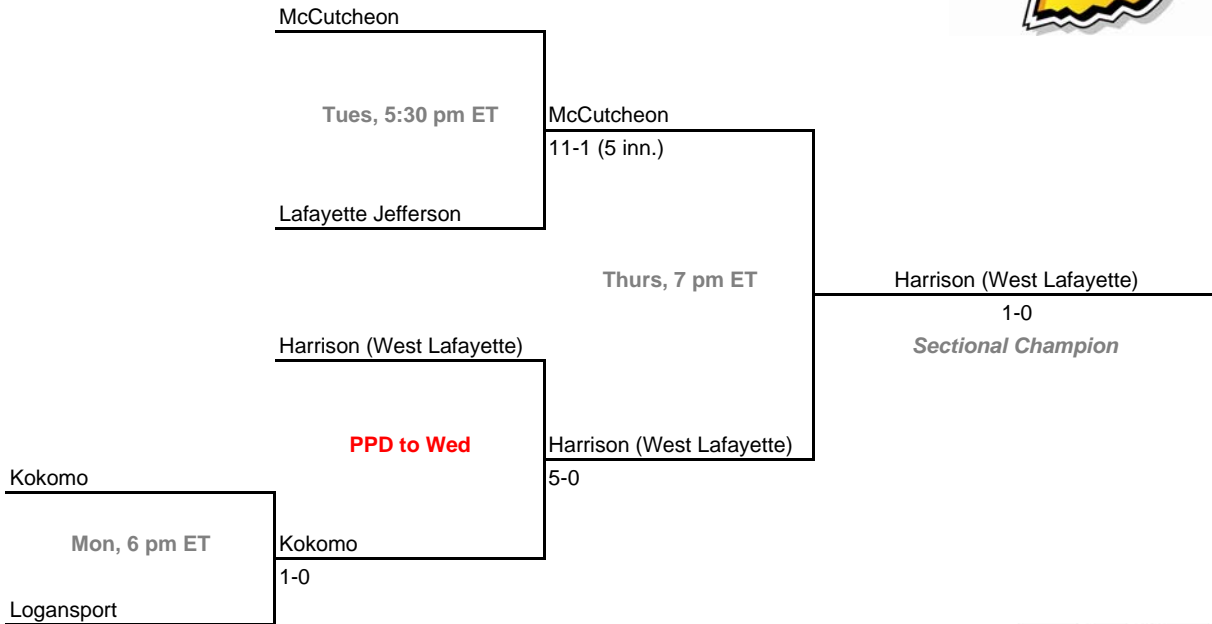 McCutcheon
Tues, 5:30 pm ET
McCutcheon
11-1 (5 inn.)
Lafayette Jefferson
Thurs, 7 pm ET
Harrison (West Lafayette)
1-0
Sectional Champion
Harrison (West Lafayette)
PPD to Wed
Harrison (West Lafayette)
5-0
Kokomo
Mon, 6 pm ET
Kokomo
1-0
Logansport